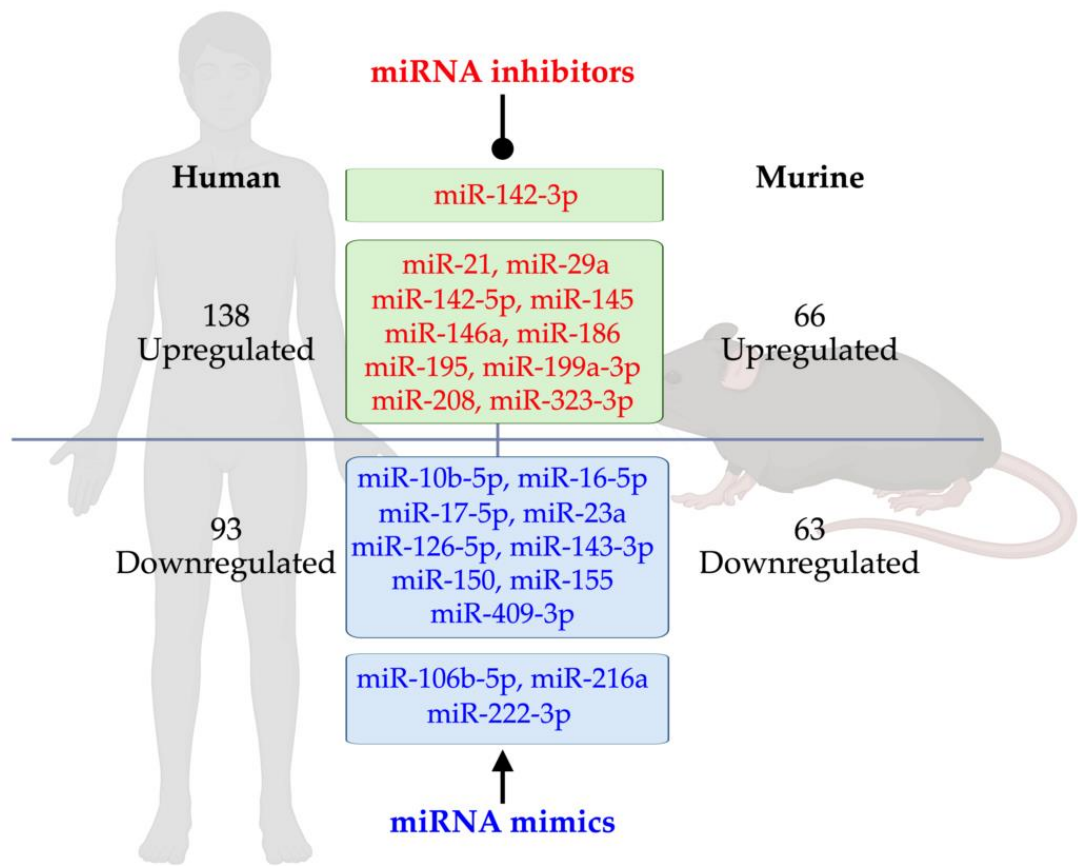 miRNA inhibitors
Human
Murine
miR-142-3p
miR-21, miR-29a
miR-142-5p, miR-145
miR-146a, miR-186
miR-195, miR-199a-3p
miR-208, miR-323-3p
138
Upregulated
66
Upregulated
miR-10b-5p, miR-16-5p
miR-17-5p, miR-23a
miR-126-5p, miR-143-3p
miR-150, miR-155
miR-409-3p
93
Downregulated
63
Downregulated
miR-106b-5p, miR-216a
miR-222-3p
miRNA mimics